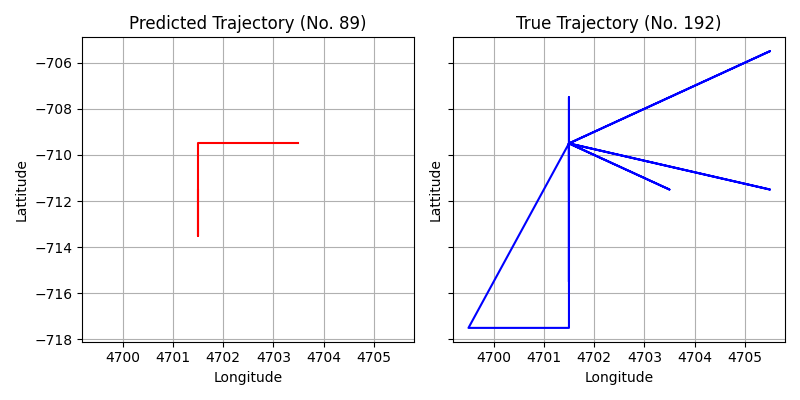 Predicted Trajectory (No. 89)
True Trajectory (No. 192)
−706
−708
−710
−712
−714
−716
−718
Lattitude
Lattitude
4700 4701 4702 4703 4704 4705
4700 4701 4702 4703 4704 4705
Longitude
Longitude